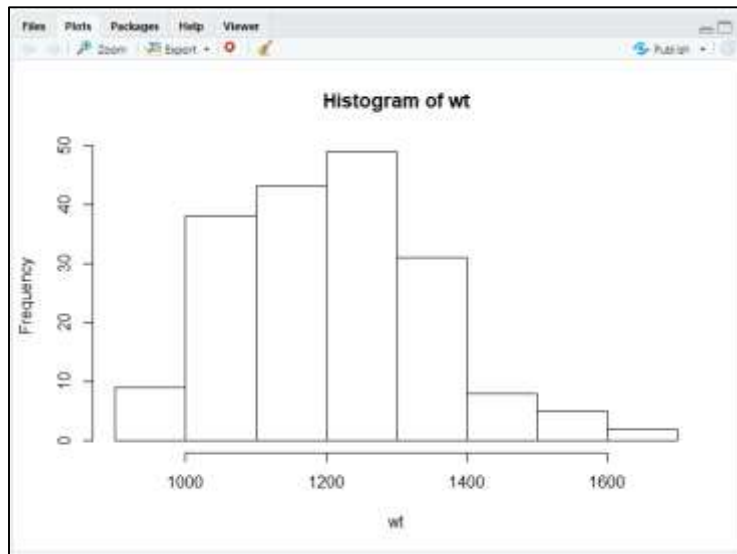 Files Plots Packages Help Viewer
Zoom Export Publish
Histogram of wt
Frequency
50
40
30
20
10
0
1000 1200 1400 1600
wt